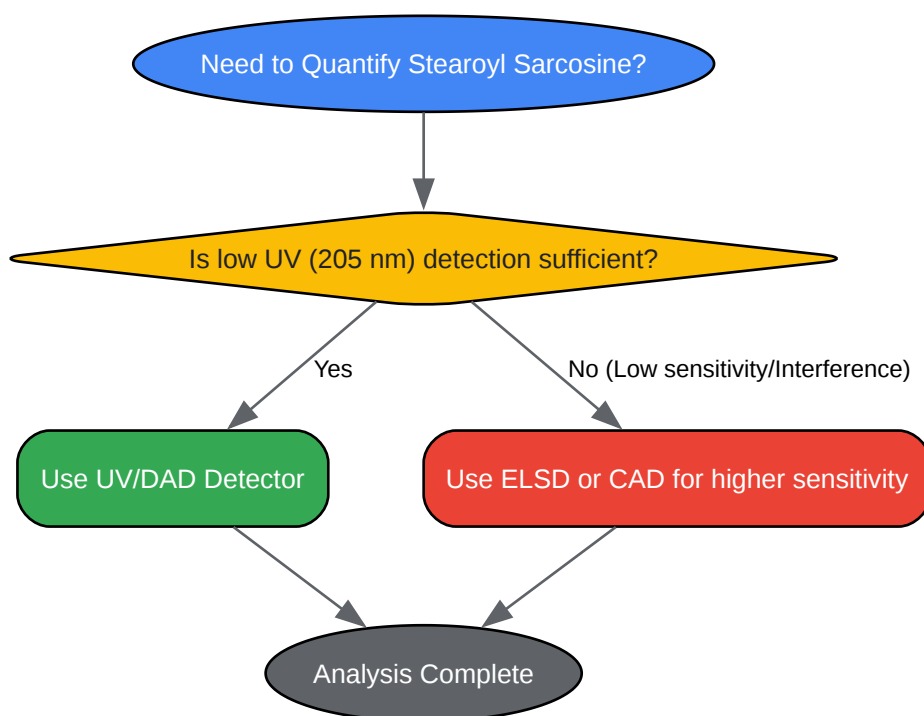 Need to Quantify Stearoyl Sarcosine?
Is low UV (205 nm) detection sufficient?
Yes
No (Low sensitivity/Interference)
Use UV/DAD Detector
Use ELSD or CAD for higher sensitivity
Analysis Complete